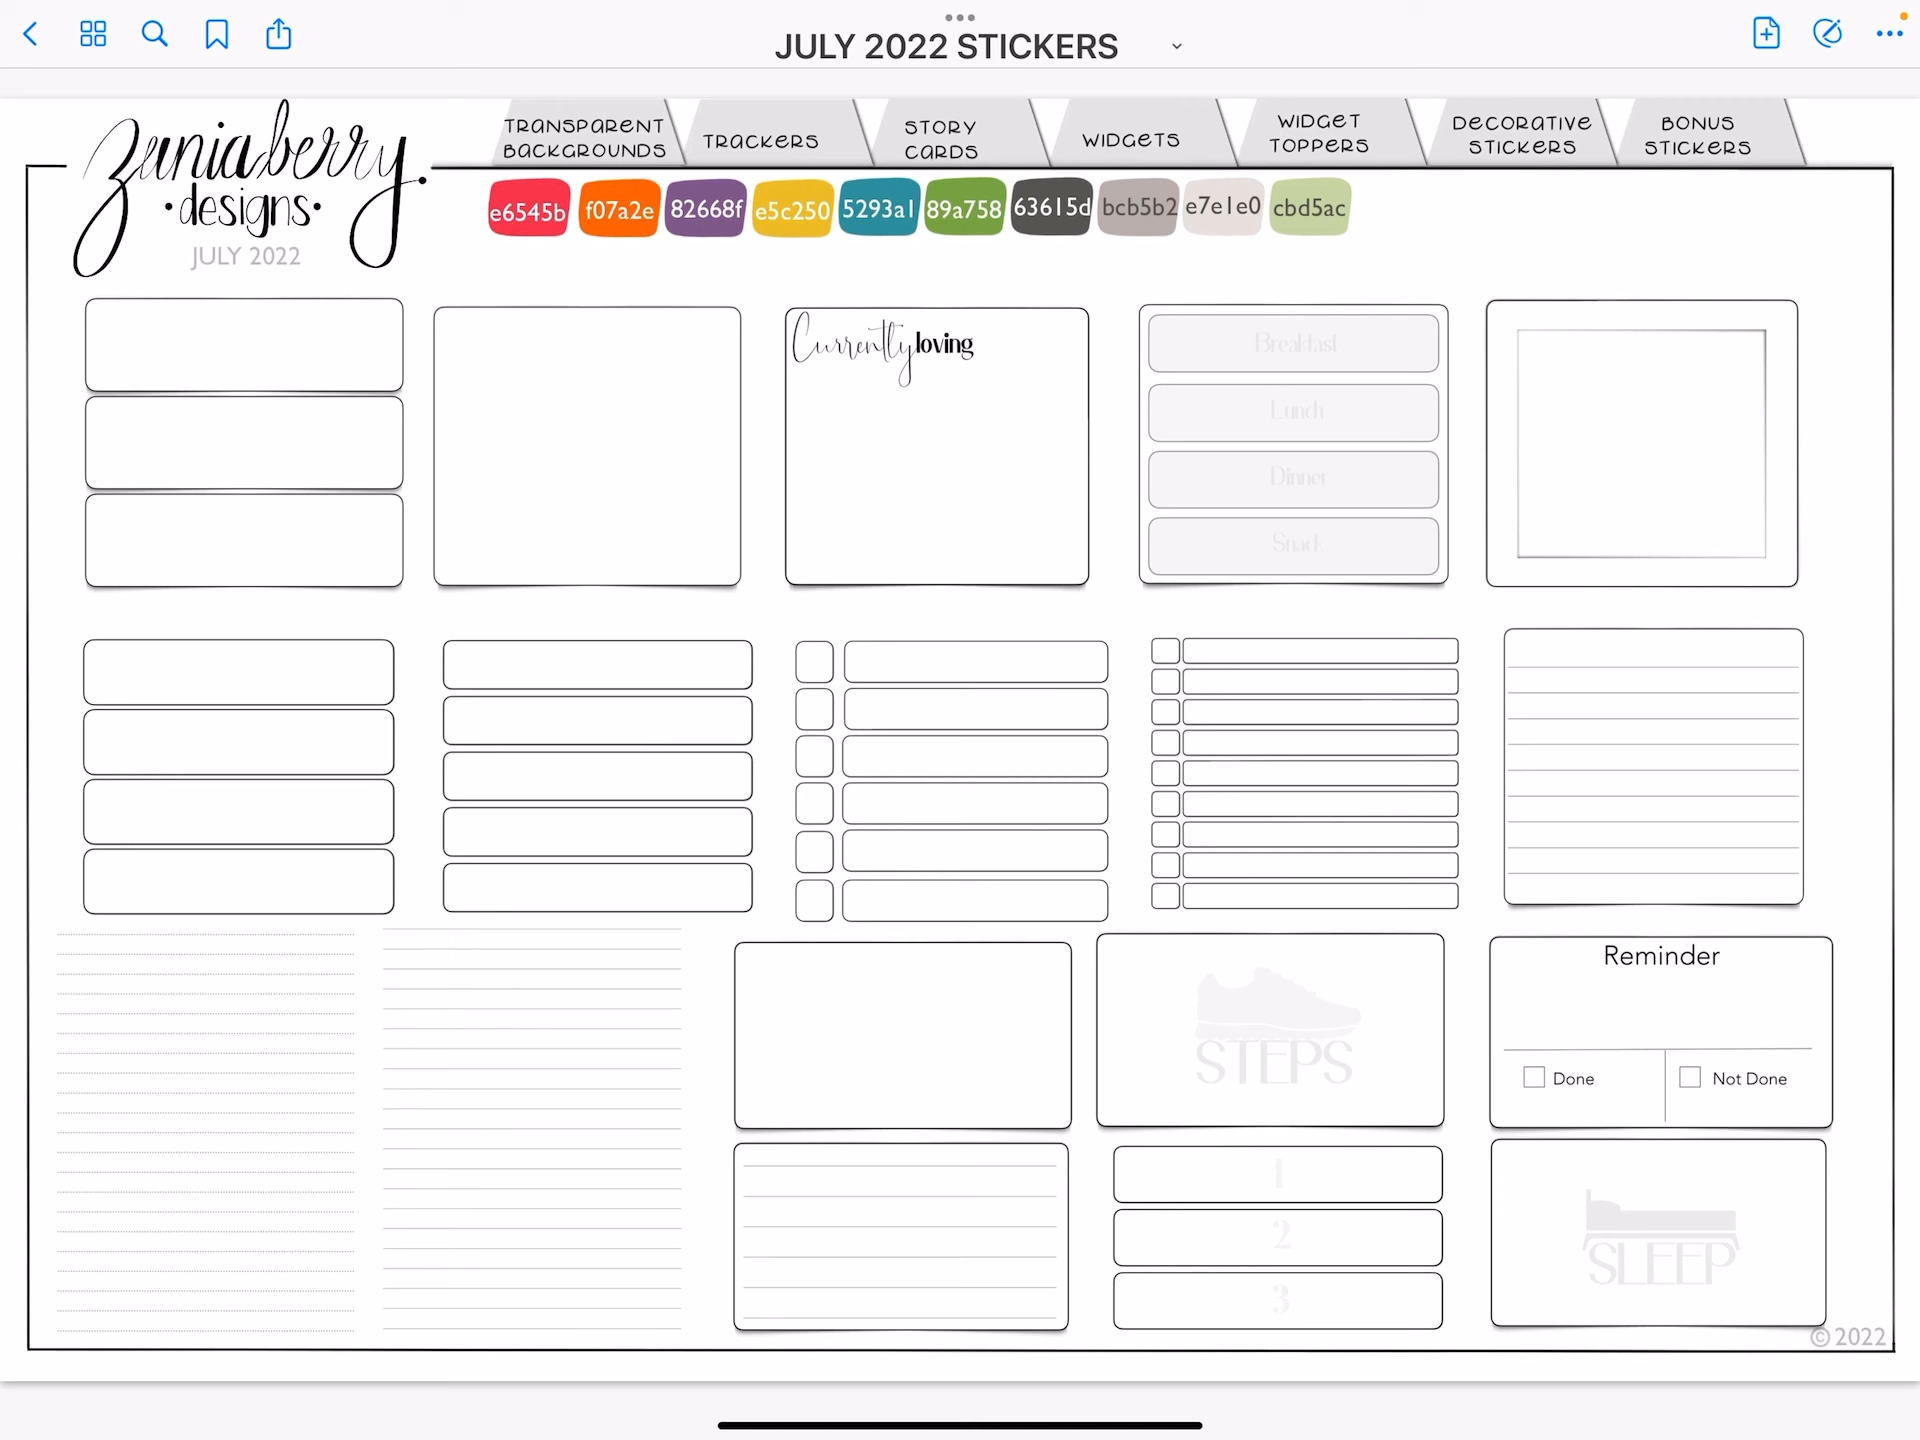 JULY 2022 STICKERS
zuniaberry.
•designs•
JULY 2022
TRANSPARENT
BACKGROUNDS
TRACKERS
STORY
CARDS
WIDGETS
WIDGET
TOPPERS
DECORATIVE
STICKERS
BONUS
STICKERS
e6545b f07a2e 82668f e5c250 5293a1 89a758 63615d bcb5b2 e7e1e0 cbd5ac
Currently loving
Breakfast
Lunch
Dinner
Snack
STEPS
Reminder
Done
Not Done
1
2
3
SLEEP
© 2022